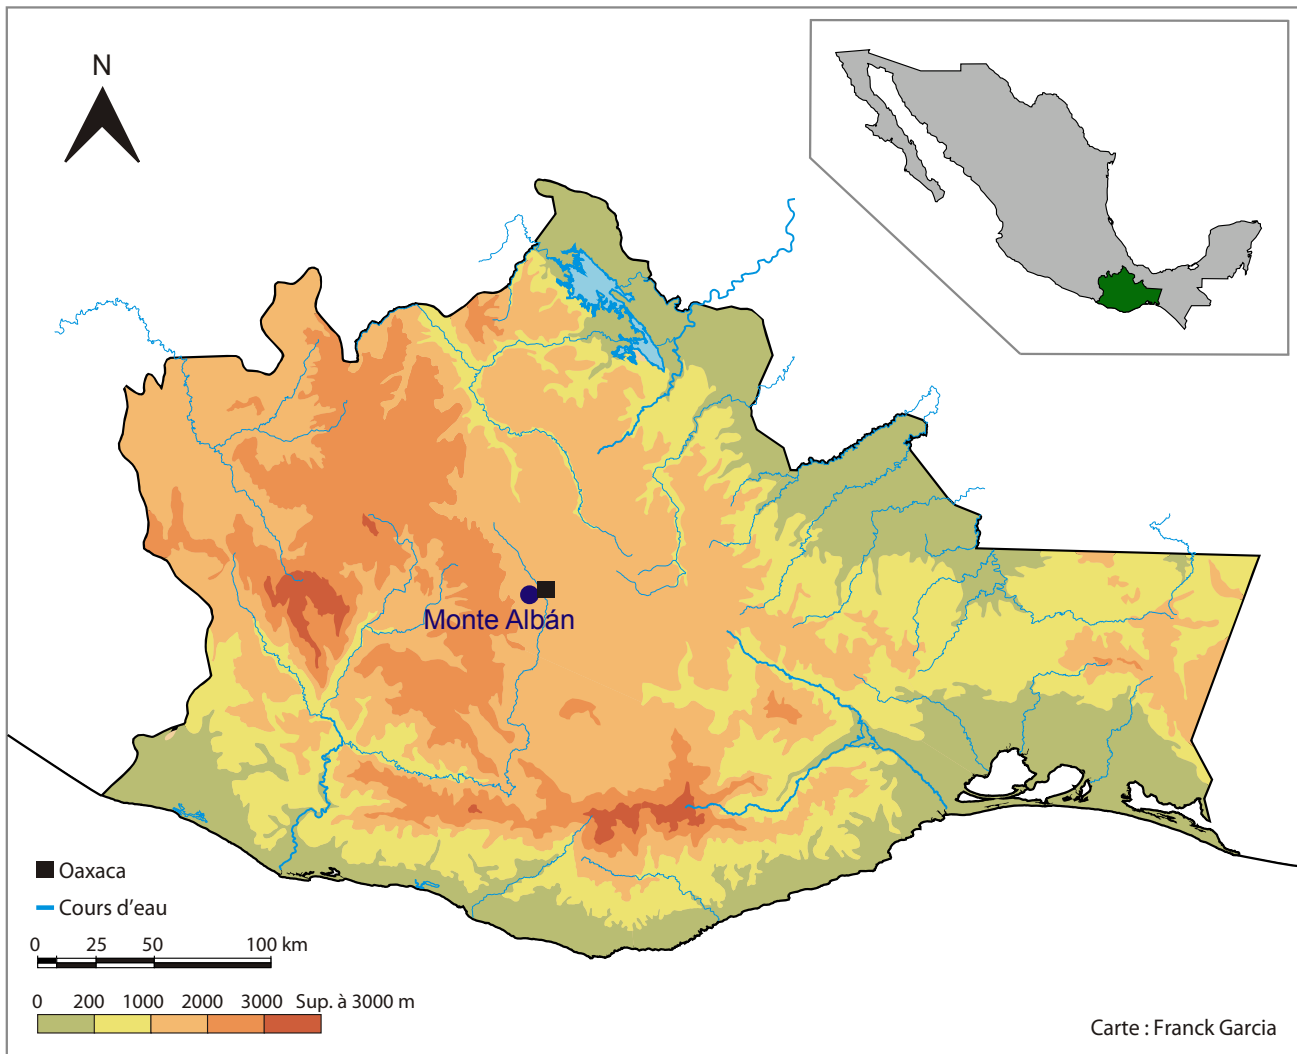 N
Monte Albán
Oaxaca
Cours d'eau
0 25 50 100 km
0 200 1000 2000 3000 Sup. à 3000 m
Carte : Franck Garcia